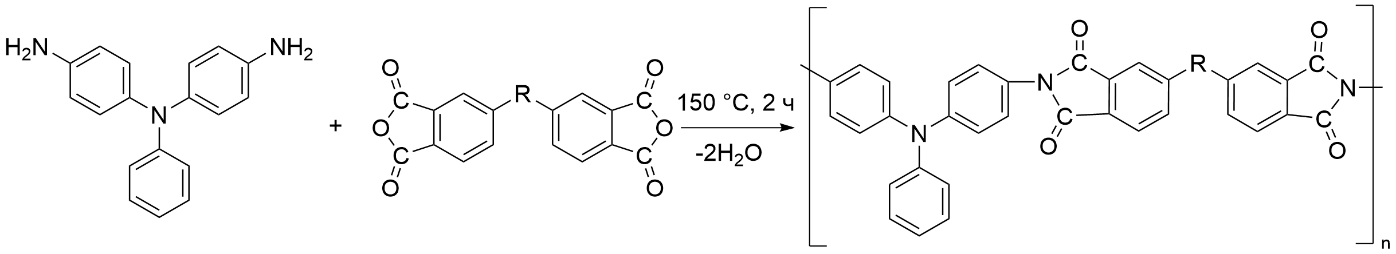 H₂N NH₂
N
+
O C O C O R C O O C O
150 °C, 2 ч
-2H₂O
N
O C N C O R O C N C O
n